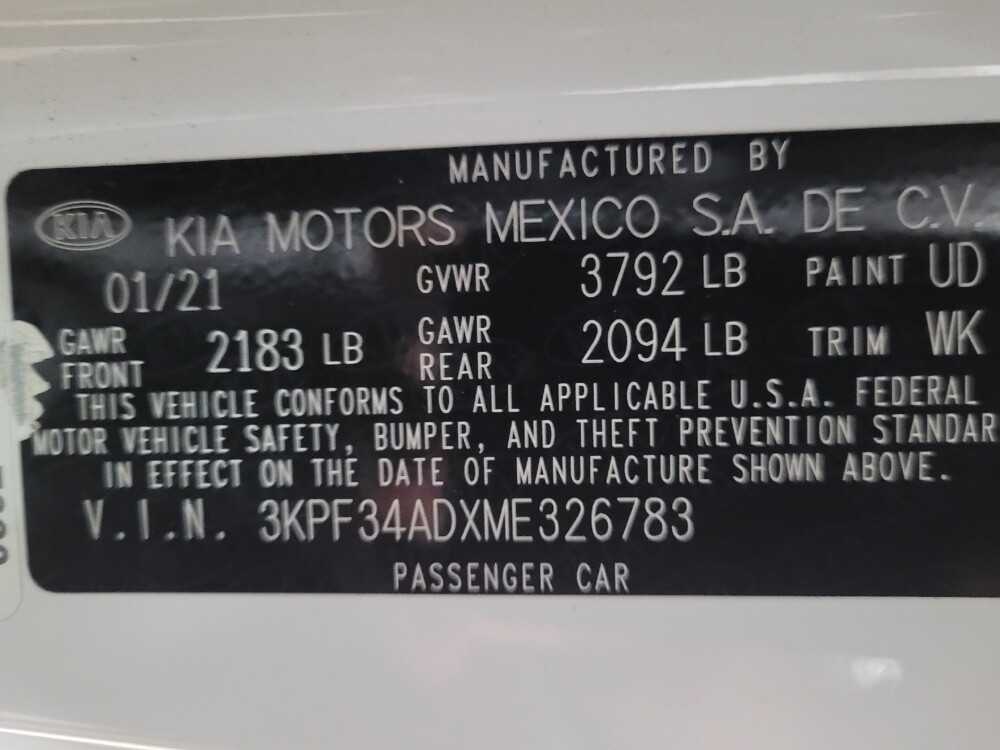 MANUFACTURED BY
KIA KIA MOTORS MEXICO S.A. DE C.V.
01/21 GVWR 3792 LB PAINT UD
GAWR FRONT 2183 LB GAWR REAR 2094 LB TRIM WK
THIS VEHICLE CONFORMS TO ALL APPLICABLE U.S.A. FEDERAL
MOTOR VEHICLE SAFETY, BUMPER, AND THEFT PREVENTION STANDAR
IN EFFECT ON THE DATE OF MANUFACTURE SHOWN ABOVE.
V.I.N. 3KPF34ADXME326783
PASSENGER CAR